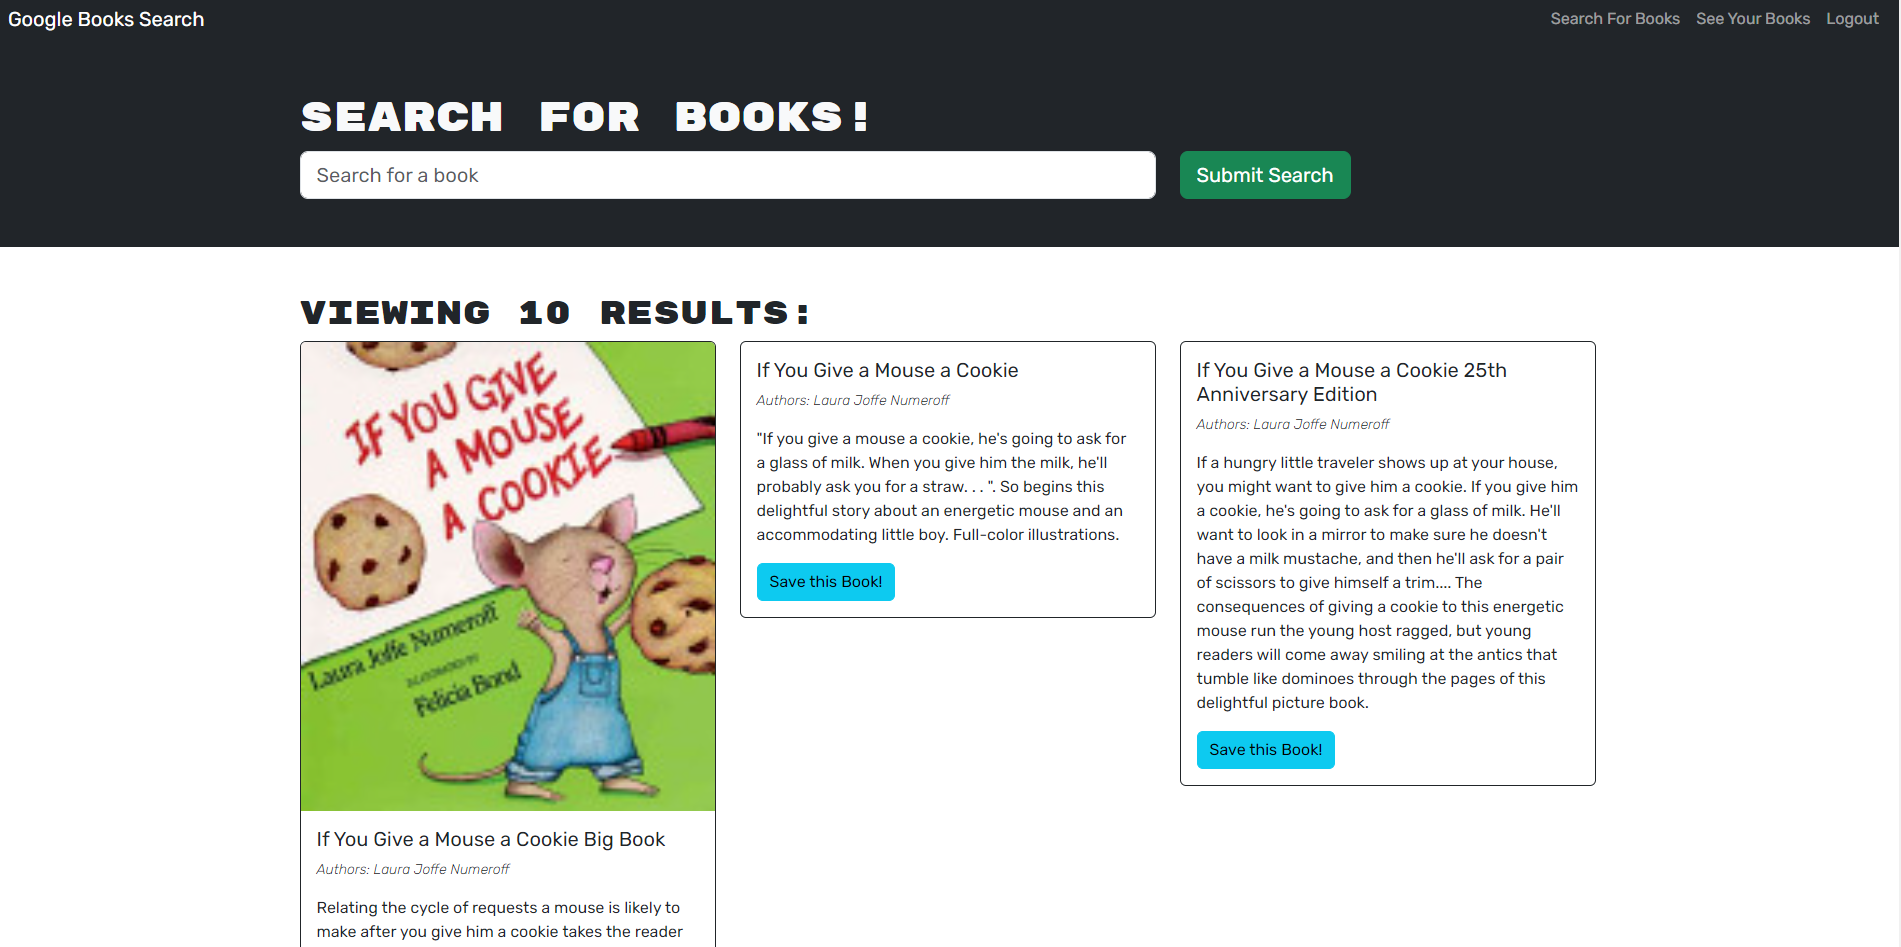 Google Books Search
Search For Books
See Your Books
Logout
SEARCH FOR BOOKS!
Search for a book
Submit Search
VIEWING 10 RESULTS:
IF YOU GIVE
A MOUSE
A COOKIE
Laura Joffe Numeroff
Felicia Bond
If You Give a Mouse a Cookie Big Book
Authors: Laura Joffe Numeroff
Relating the cycle of requests a mouse is likely to
make after you give him a cookie takes the reader
If You Give a Mouse a Cookie
Authors: Laura Joffe Numeroff
"If you give a mouse a cookie, he's going to ask for
a glass of milk. When you give him the milk, he'll
probably ask you for a straw. . . ". So begins this
delightful story about an energetic mouse and an
accommodating little boy. Full-color illustrations.
Save this Book!
If You Give a Mouse a Cookie 25th
Anniversary Edition
Authors: Laura Joffe Numeroff
If a hungry little traveler shows up at your house,
you might want to give him a cookie. If you give him
a cookie, he's going to ask for a glass of milk. He'll
want to look in a mirror to make sure he doesn't
have a milk mustache, and then he'll ask for a pair
of scissors to give himself a trim.... The
consequences of giving a cookie to this energetic
mouse run the young host ragged, but young
readers will come away smiling at the antics that
tumble like dominoes through the pages of this
delightful picture book.
Save this Book!